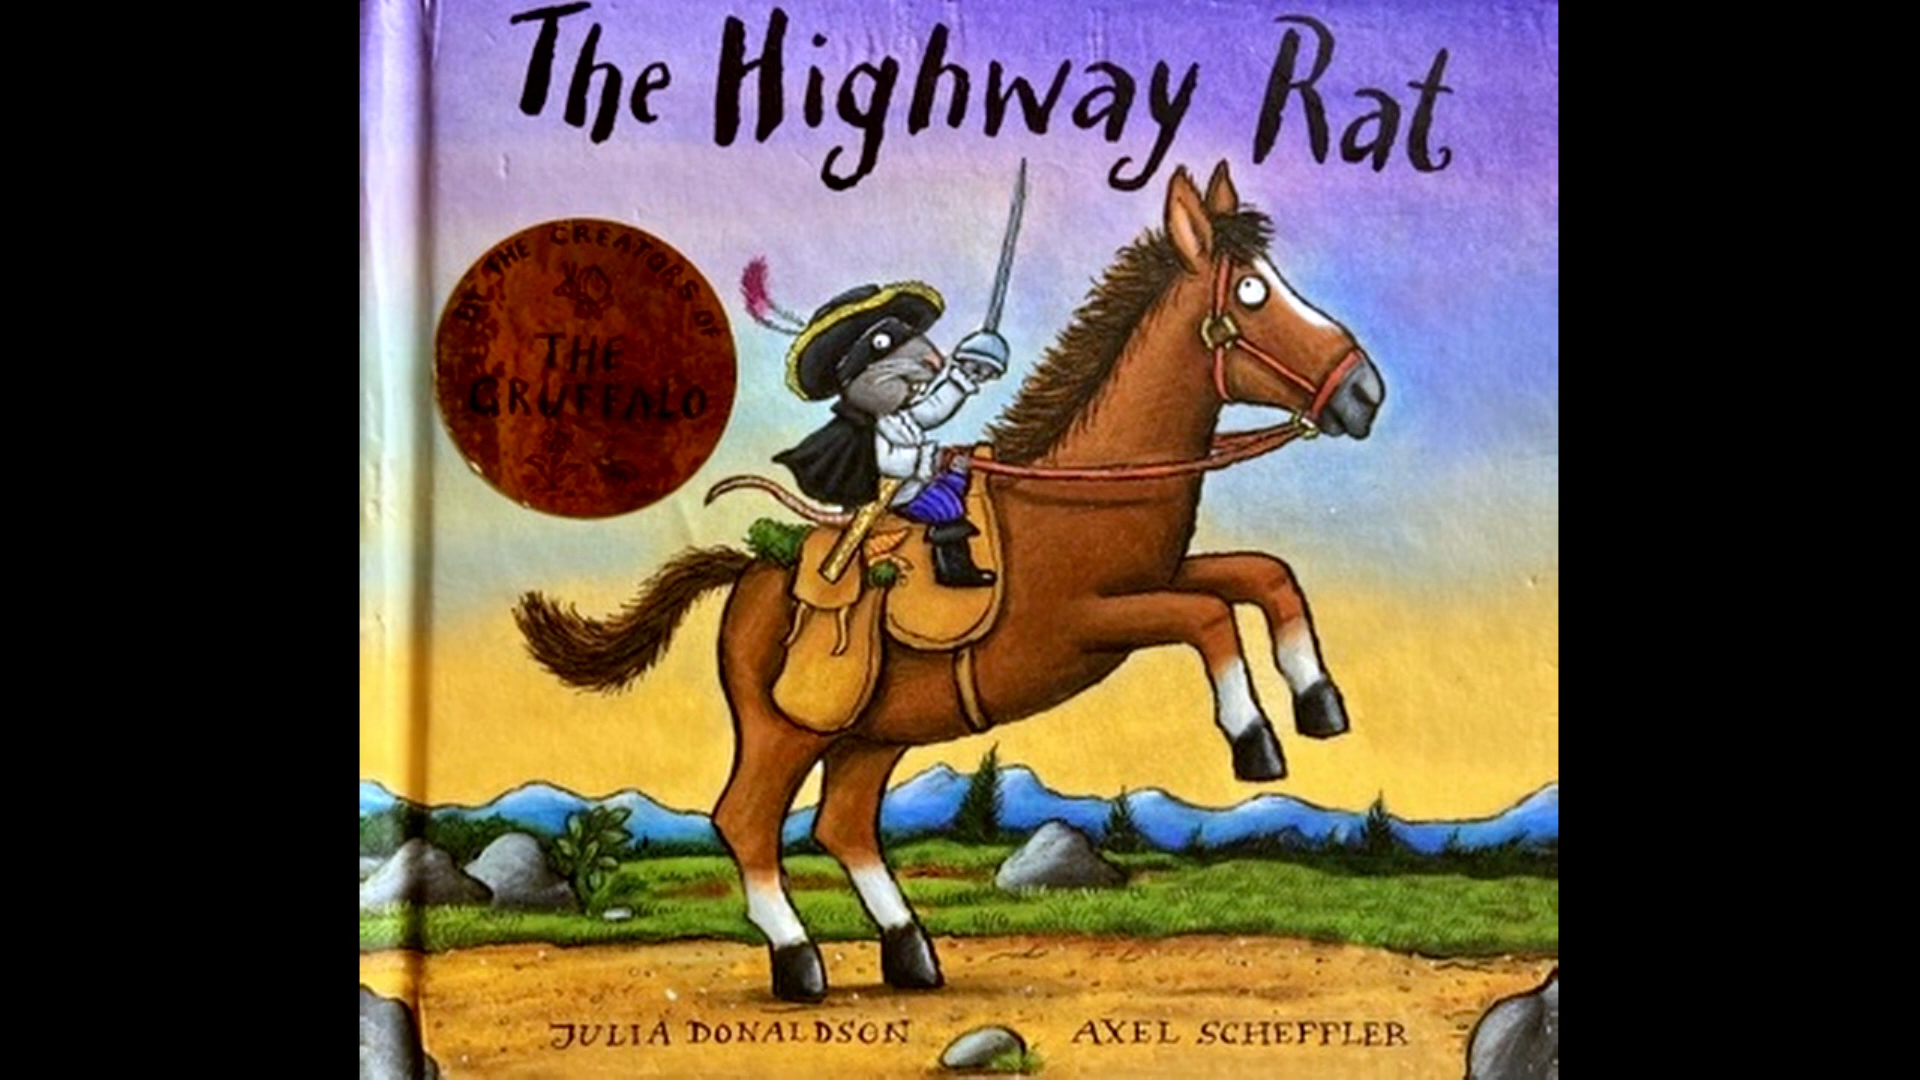 The Highway Rat
BY THE CREATORS OF
THE
GRUFFALO
JULIA DONALDSON
AXEL SCHEFFLER